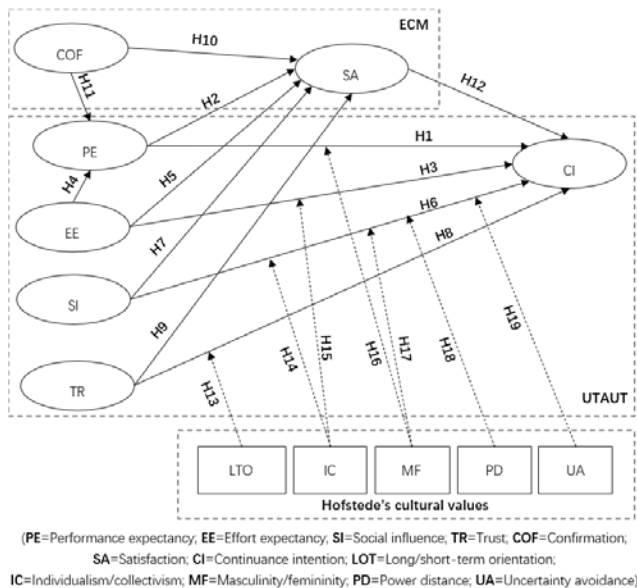 ECM
COF
H10
SA
H12
H11
H2
PE
H1
CI
H5
H3
H4
EE
H6
H7
H8
SI
H9
H19
H15
H16
H17
H18
H14
TR
H13
UTAUT
LTO IC MF PD UA
Hofstede's cultural values
(PE=Performance expectancy; EE=Effort expectancy; SI=Social influence; TR=Trust; COF=Confirmation;
SA=Satisfaction; CI=Continuance intention; LOT=Long/short-term orientation;
IC=Individualism/collectivism; MF=Masculinity/femininity; PD=Power distance; UA=Uncertainty avoidance